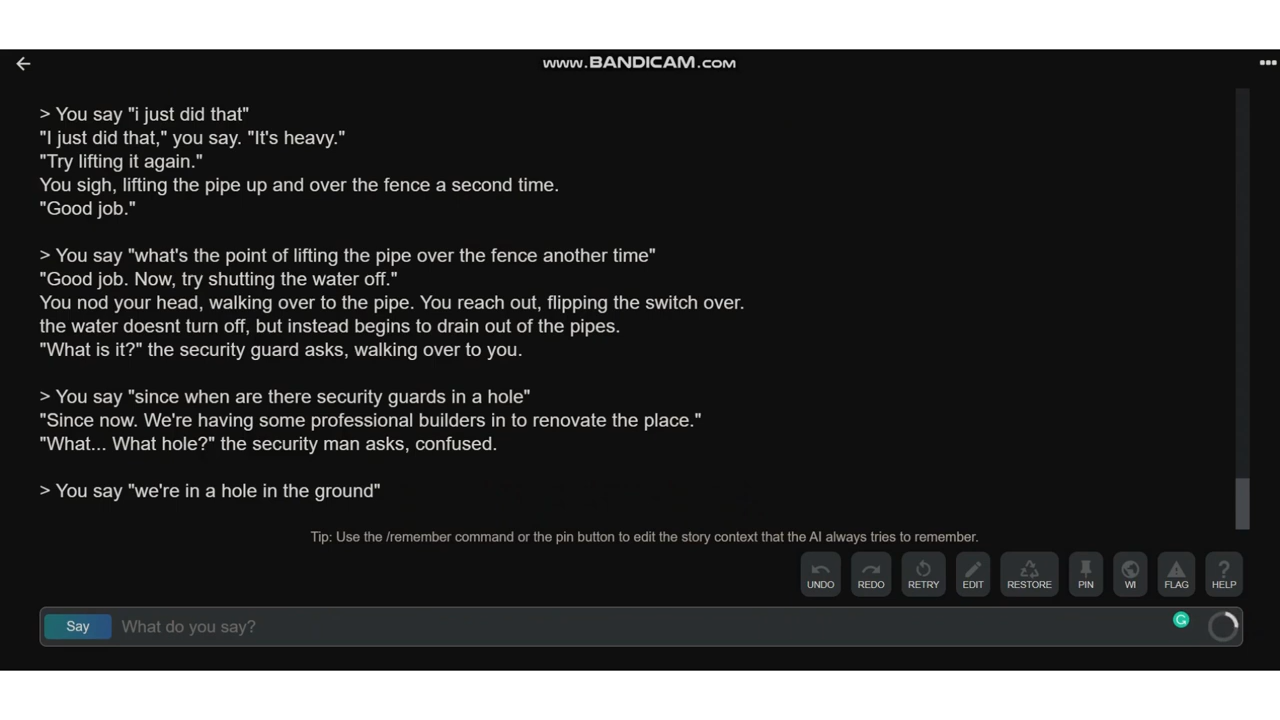 www.BANDICAM.com
> You say "i just did that"
"I just did that," you say. "It's heavy."
"Try lifting it again."
You sigh, lifting the pipe up and over the fence a second time.
"Good job."
> You say "what's the point of lifting the pipe over the fence another time"
"Good job. Now, try shutting the water off."
You nod your head, walking over to the pipe. You reach out, flipping the switch over.
the water doesnt turn off, but instead begins to drain out of the pipes.
"What is it?" the security guard asks, walking over to you.
> You say "since when are there security guards in a hole"
"Since now. We're having some professional builders in to renovate the place."
"What... What hole?" the security man asks, confused.
> You say "we're in a hole in the ground"
Tip: Use the /remember command or the pin button to edit the story context that the AI always tries to remember.
UNDO REDO RETRY EDIT RESTORE PIN WI FLAG HELP
Say What do you say?